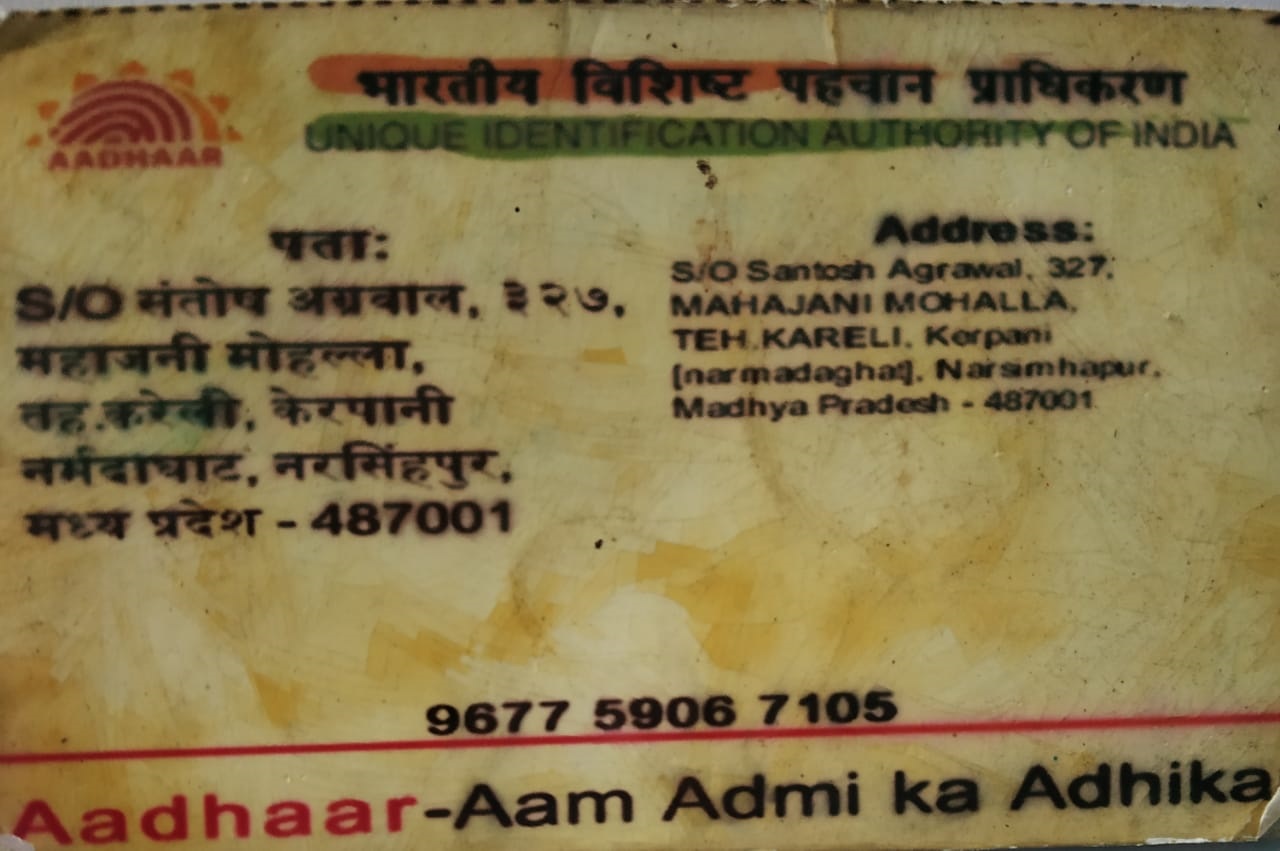 भारतीय विशिष्ट पहचान प्राधिकरण
AADHAAR
UNIQUE IDENTIFICATION AUTHORITY OF INDIA
पता:
S/O संतोष अग्रवाल, ३२७,
महाजनी मोहल्ला,
तह.करेली, केरपानी
नर्मदाघाट, नरसिंहपुर,
मध्य प्रदेश - 487001
Address:
S/O Santosh Agrawal, 327,
MAHAJANI MOHALLA,
TEH.KARELI, Kerpani
[narmadaghat], Narsimhapur,
Madhya Pradesh - 487001
9677 5906 7105
Aadhaar-Aam Admi ka Adhika